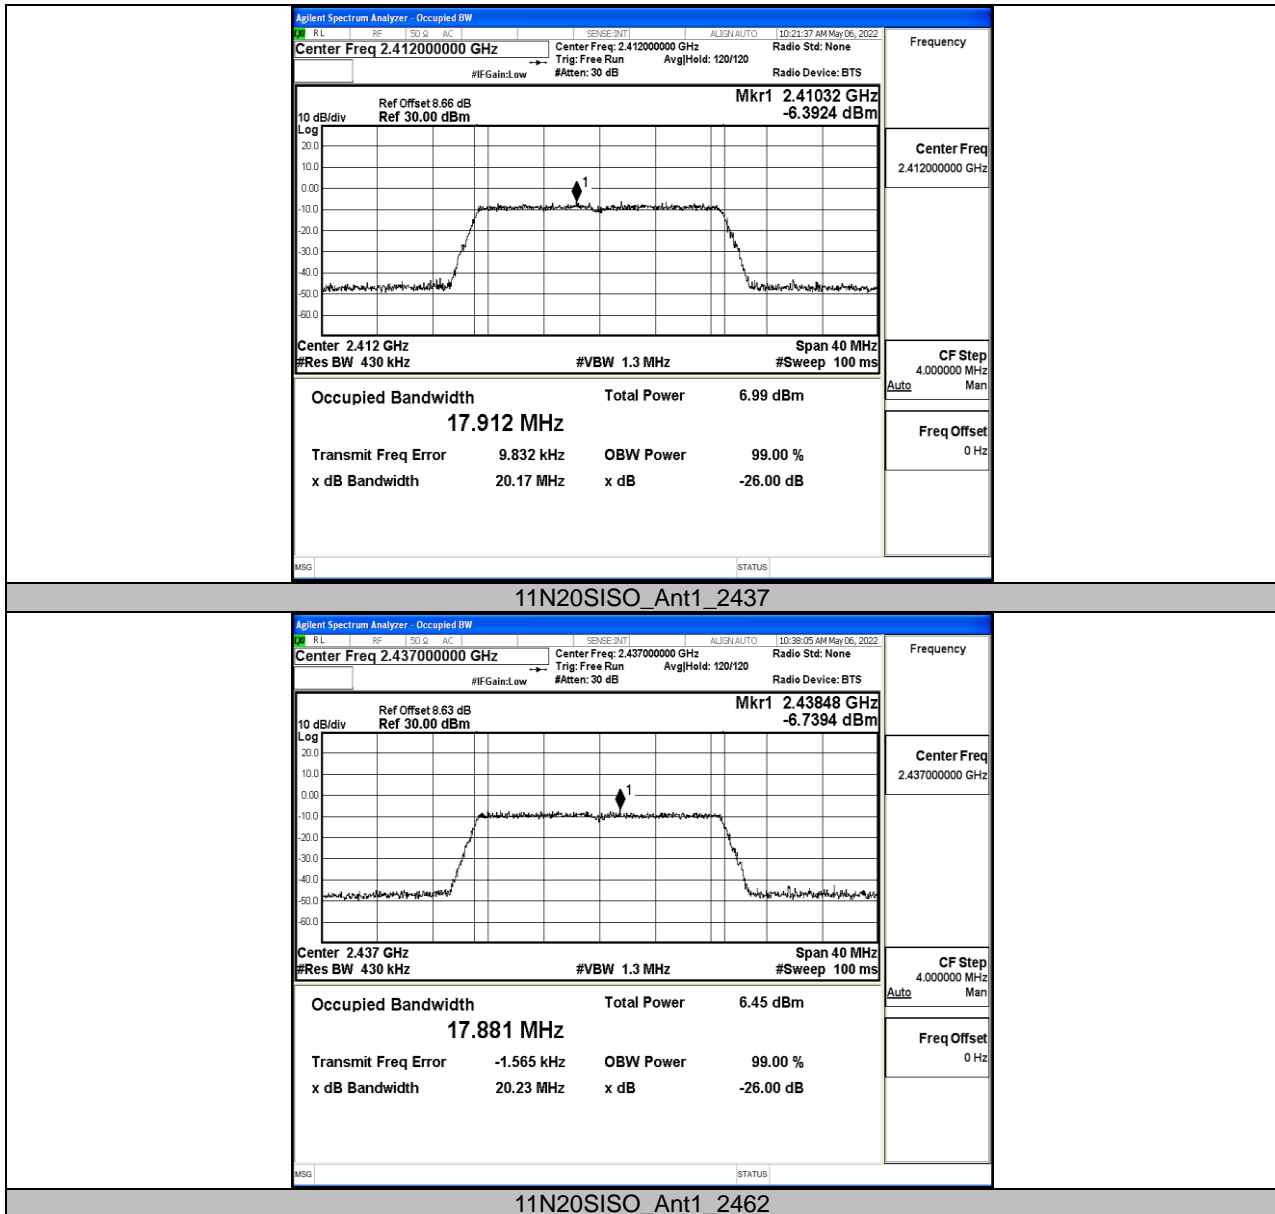 Agilent Spectrum Analyzer - Occupied BW
LXI RL RF 50 Ω AC SENSE:INT ALIGN AUTO 10:21:37 AM May 06, 2022
Center Freq 2.412000000 GHz
Center Freq: 2.412000000 GHz Radio Std: None
Trig: Free Run Avg|Hold: 120/120
#IFGain:Low #Atten: 30 dB Radio Device: BTS
Frequency
Mkr1 2.41032 GHz
-6.3924 dBm
Ref Offset 8.66 dB
10 dB/div Ref 30.00 dBm
Log
20.0
10.0
0.00
-10.0
-20.0
-30.0
-40.0
-50.0
-60.0
1
Center 2.412 GHz Span 40 MHz
#Res BW 430 kHz #VBW 1.3 MHz #Sweep 100 ms
Center Freq
2.412000000 GHz
CF Step
4.000000 MHz
Auto Man
Freq Offset
0 Hz
Occupied Bandwidth Total Power 6.99 dBm
17.912 MHz
Transmit Freq Error 9.832 kHz OBW Power 99.00 %
x dB Bandwidth 20.17 MHz x dB -26.00 dB
MSG STATUS
11N20SISO_Ant1_2437
Agilent Spectrum Analyzer - Occupied BW
LXI RL RF 50 Ω AC SENSE:INT ALIGN AUTO 10:38:05 AM May 06, 2022
Center Freq 2.437000000 GHz
Center Freq: 2.437000000 GHz Radio Std: None
Trig: Free Run Avg|Hold: 120/120
#IFGain:Low #Atten: 30 dB Radio Device: BTS
Frequency
Mkr1 2.43848 GHz
-6.7394 dBm
Ref Offset 8.63 dB
10 dB/div Ref 30.00 dBm
Log
20.0
10.0
0.00
-10.0
-20.0
-30.0
-40.0
-50.0
-60.0
1
Center 2.437 GHz Span 40 MHz
#Res BW 430 kHz #VBW 1.3 MHz #Sweep 100 ms
Center Freq
2.437000000 GHz
CF Step
4.000000 MHz
Auto Man
Freq Offset
0 Hz
Occupied Bandwidth Total Power 6.45 dBm
17.881 MHz
Transmit Freq Error -1.565 kHz OBW Power 99.00 %
x dB Bandwidth 20.23 MHz x dB -26.00 dB
MSG STATUS
11N20SISO_Ant1_2462